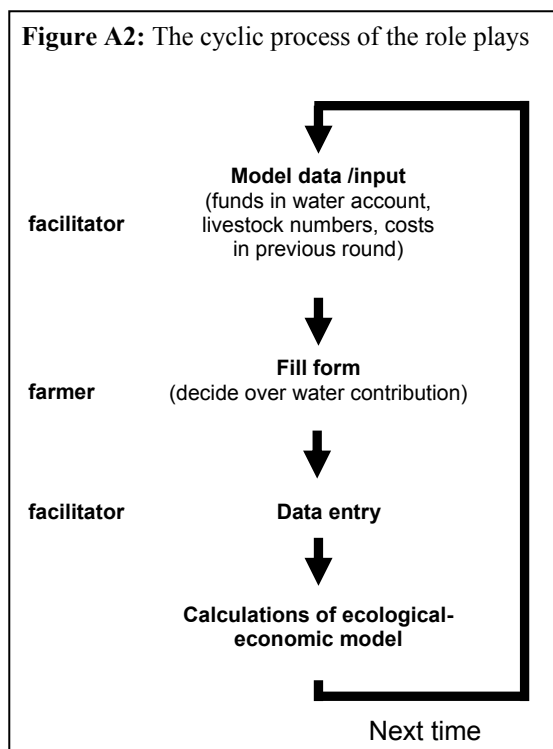 Figure A2: The cyclic process of the role plays
Model data /input
(funds in water account,
facilitator livestock numbers, costs
in previous round)
Fill form
farmer (decide over water contribution)
facilitator Data entry
Calculations of ecological-
economic model
Next time